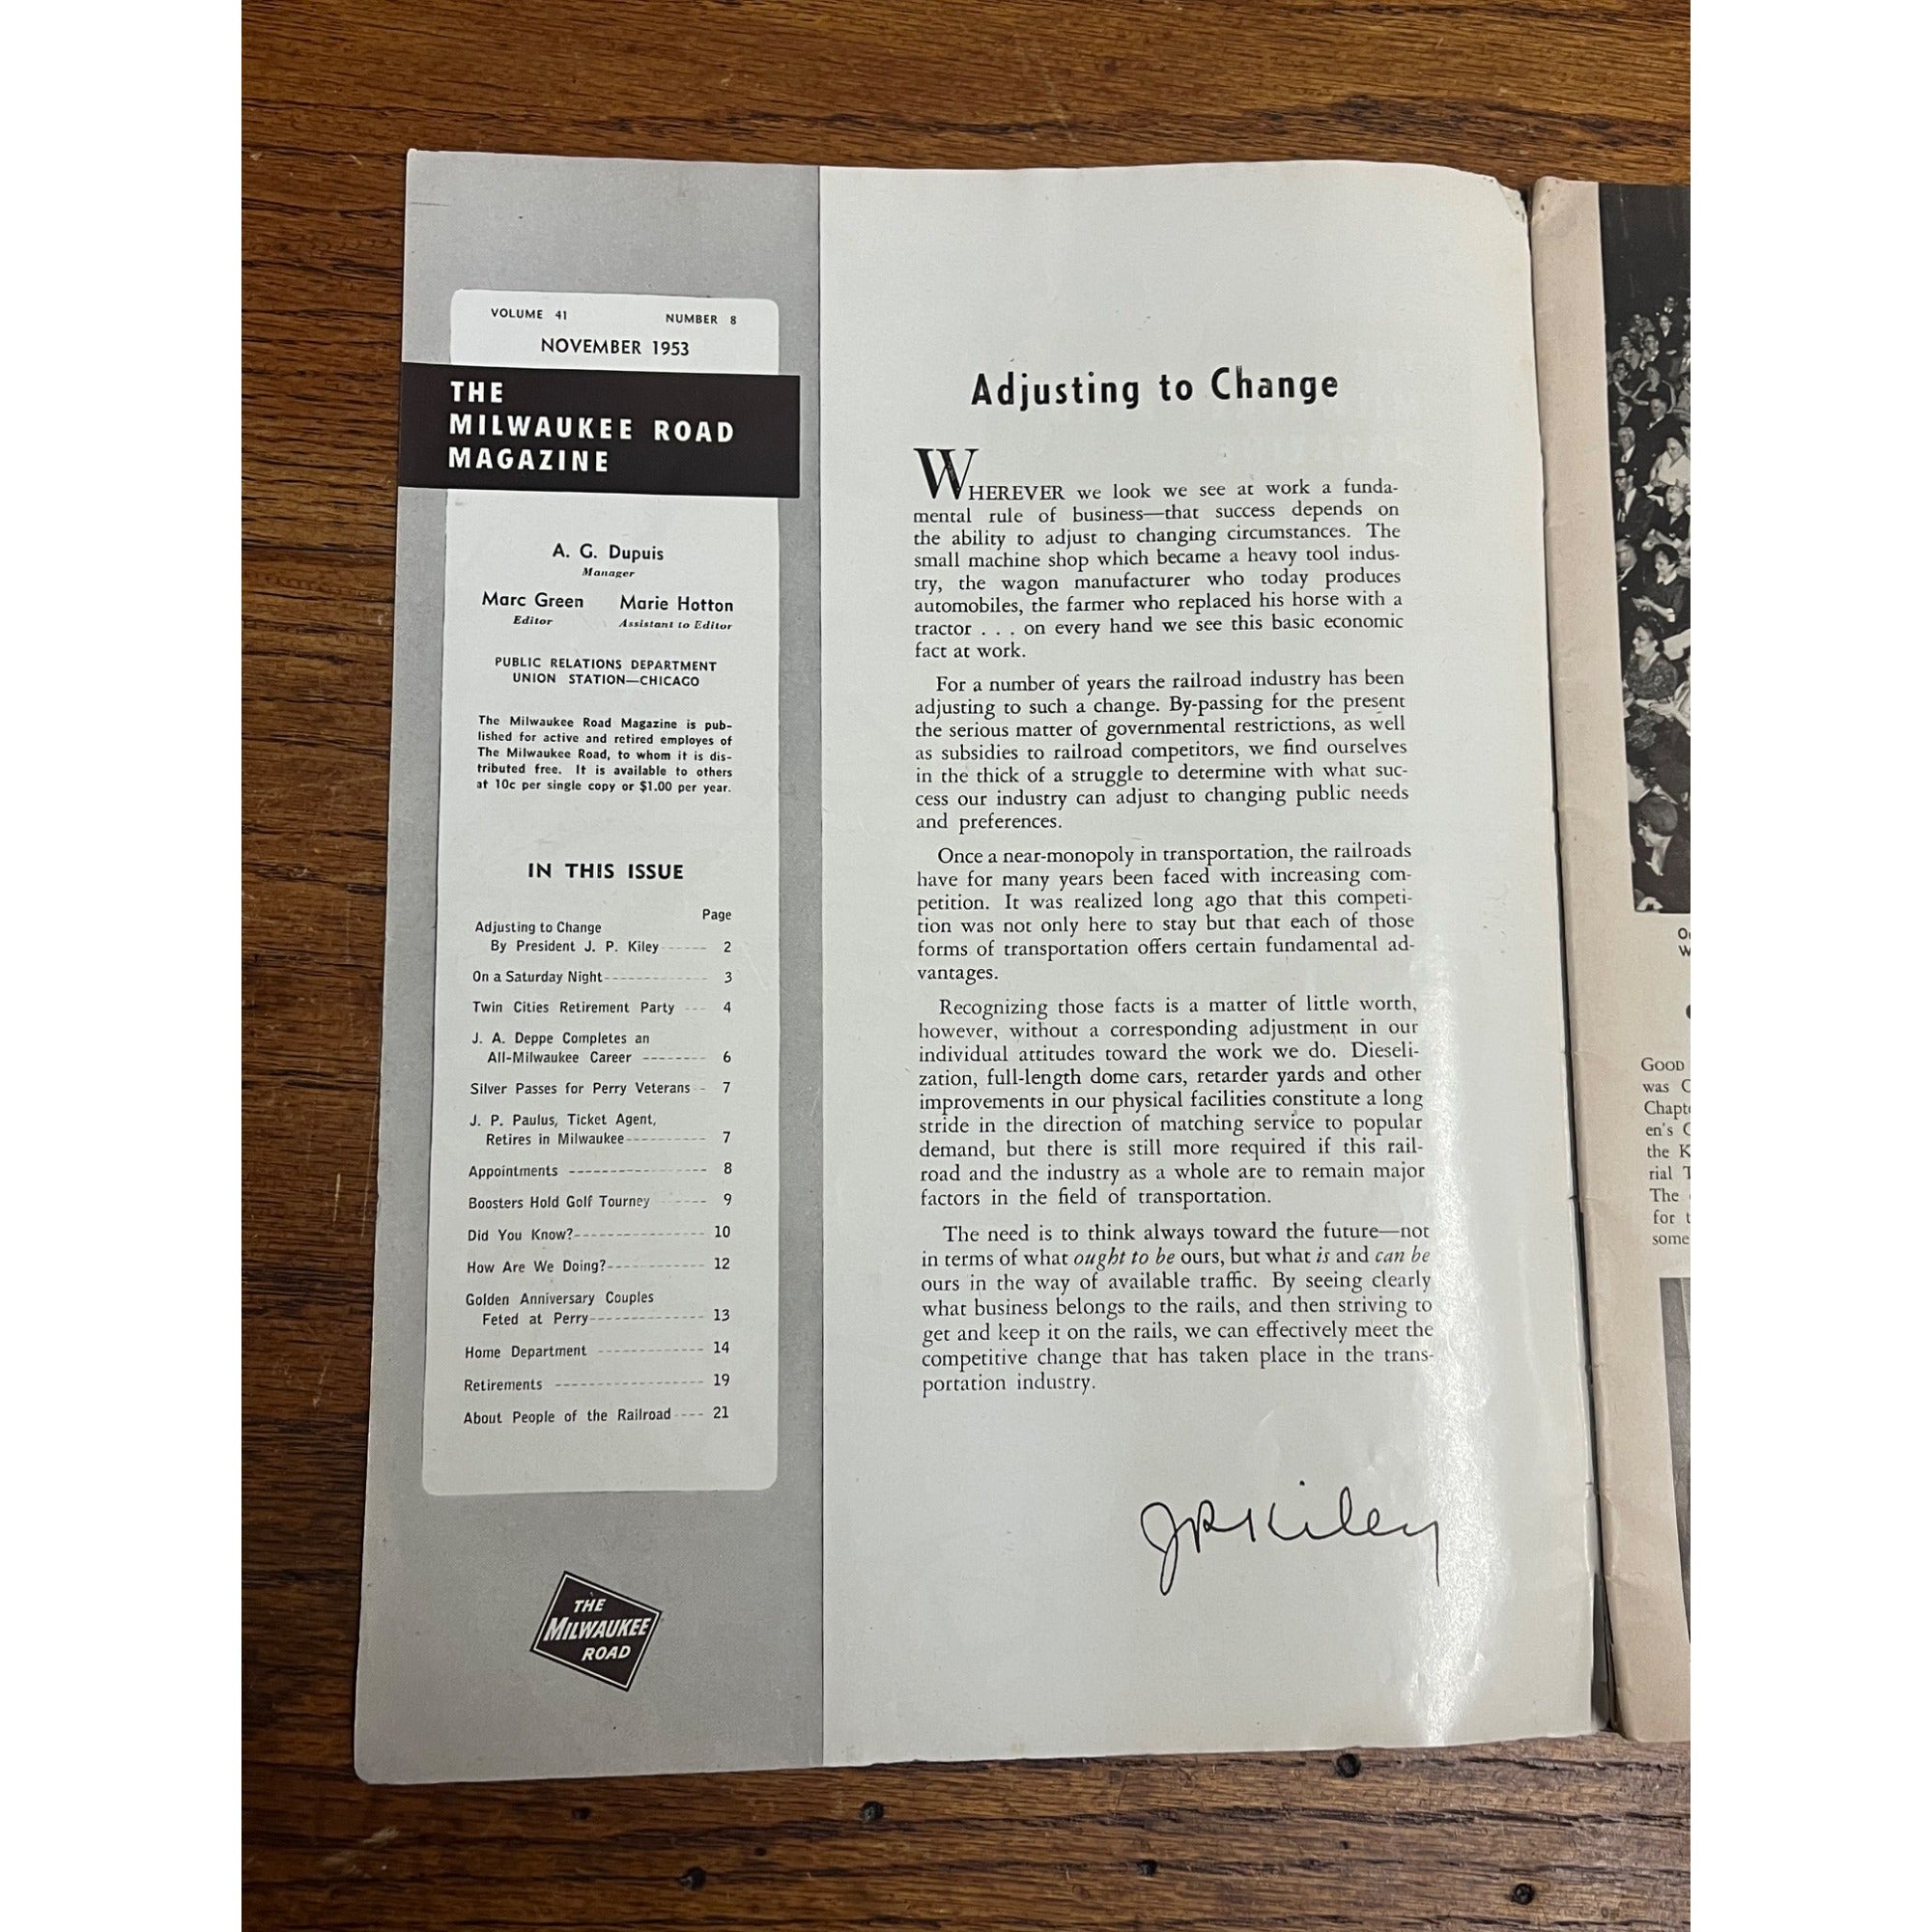 VOLUME 41 NUMBER 8
NOVEMBER 1953
THE
MILWAUKEE ROAD
MAGAZINE
A. G. Dupuis
Manager
Marc Green Marie Hotton
Editor Assistant to Editor
PUBLIC RELATIONS DEPARTMENT
UNION STATION—CHICAGO
The Milwaukee Road Magazine is pub-
lished for active and retired employes of
The Milwaukee Road, to whom it is dis-
tributed free. It is available to others
at 10c per single copy or $1.00 per year.
IN THIS ISSUE
Page
Adjusting to Change
By President J. P. Kiley ------ 2
On a Saturday Night------------- 3
Twin Cities Retirement Party --- 4
J. A. Deppe Completes an
All-Milwaukee Career -------- 6
Silver Passes for Perry Veterans -- 7
J. P. Paulus, Ticket Agent,
Retires in Milwaukee---------- 7
Appointments ----------------- 8
Boosters Hold Golf Tourney ------ 9
Did You Know?---------------- 10
How Are We Doing?------------ 12
Golden Anniversary Couples
Feted at Perry-------------- 13
Home Department ------------- 14
Retirements ------------------ 19
About People of the Railroad ---- 21
THE
MILWAUKEE
ROAD
Adjusting to Change
WHEREVER we look we see at work a funda-
mental rule of business—that success depends on
the ability to adjust to changing circumstances. The
small machine shop which became a heavy tool indus-
try, the wagon manufacturer who today produces
automobiles, the farmer who replaced his horse with a
tractor . . . on every hand we see this basic economic
fact at work.
For a number of years the railroad industry has been
adjusting to such a change. By-passing for the present
the serious matter of governmental restrictions, as well
as subsidies to railroad competitors, we find ourselves
in the thick of a struggle to determine with what suc-
cess our industry can adjust to changing public needs
and preferences.
Once a near-monopoly in transportation, the railroads
have for many years been faced with increasing com-
petition. It was realized long ago that this competi-
tion was not only here to stay but that each of those
forms of transportation offers certain fundamental ad-
vantages.
Recognizing those facts is a matter of little worth,
however, without a corresponding adjustment in our
individual attitudes toward the work we do. Dieseli-
zation, full-length dome cars, retarder yards and other
improvements in our physical facilities constitute a long
stride in the direction of matching service to popular
demand, but there is still more required if this rail-
road and the industry as a whole are to remain major
factors in the field of transportation.
The need is to think always toward the future—not
in terms of what ought to be ours, but what is and can be
ours in the way of available traffic. By seeing clearly
what business belongs to the rails, and then striving to
get and keep it on the rails, we can effectively meet the
competitive change that has taken place in the trans-
portation industry.
JPKiley
GOOD
was
Chapt
en's
the K
rial
The
for t
some